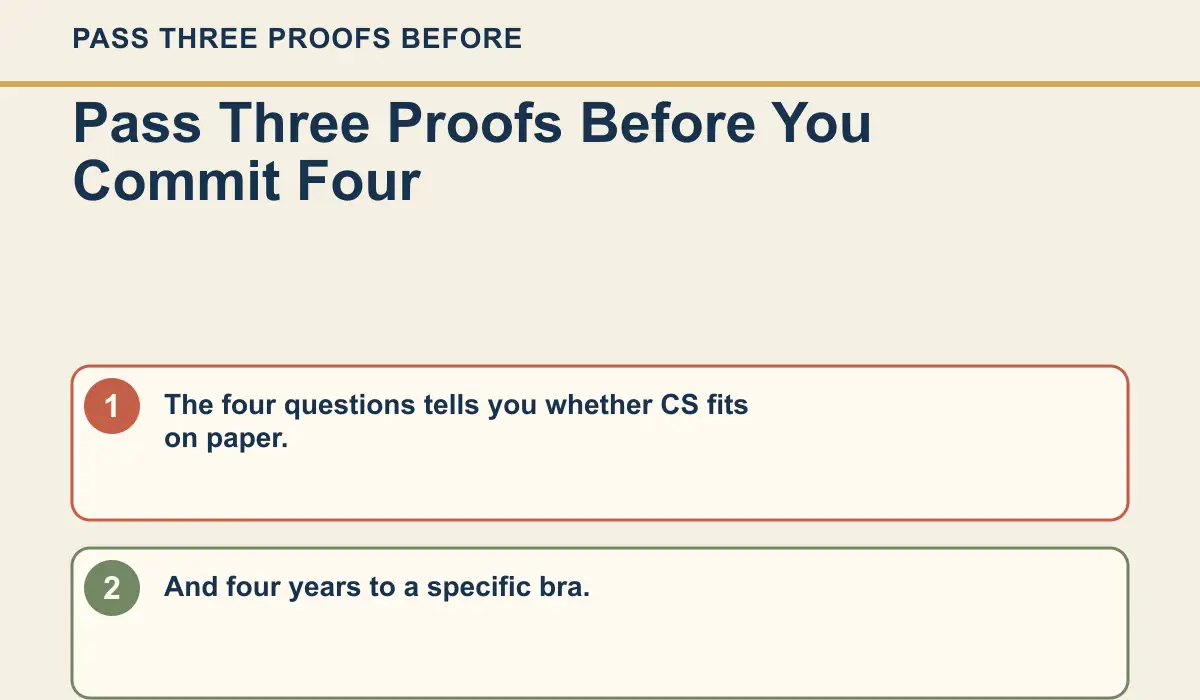 PASS THREE PROOFS BEFORE
Pass Three Proofs Before You
Commit Four
1
The four questions tells you whether CS fits
on paper.
2
And four years to a specific bra.